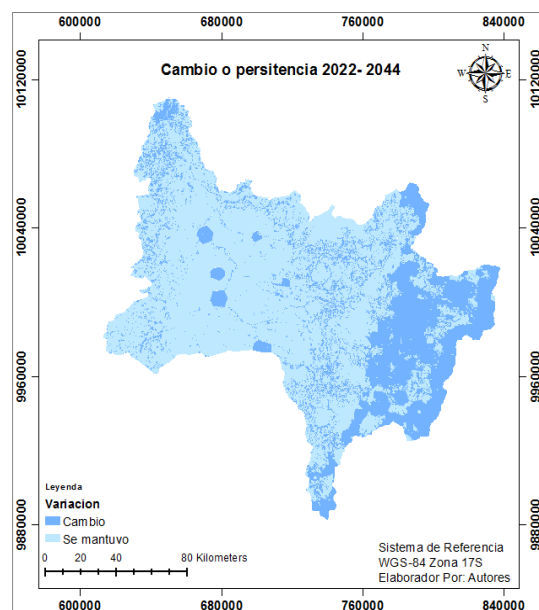 600000 680000 760000 840000
Cambio o persitencia 2022- 2044
N
W E
S
10120000 10120000
10040000 10040000
9960000 9960000
9880000 9880000
Leyenda
Variacion
Cambio
Se mantuvo
0 20 40 80 Kilometers
Sistema de Referencia
WGS-84 Zona 17S
Elaborador Por: Autores
600000 680000 760000 840000